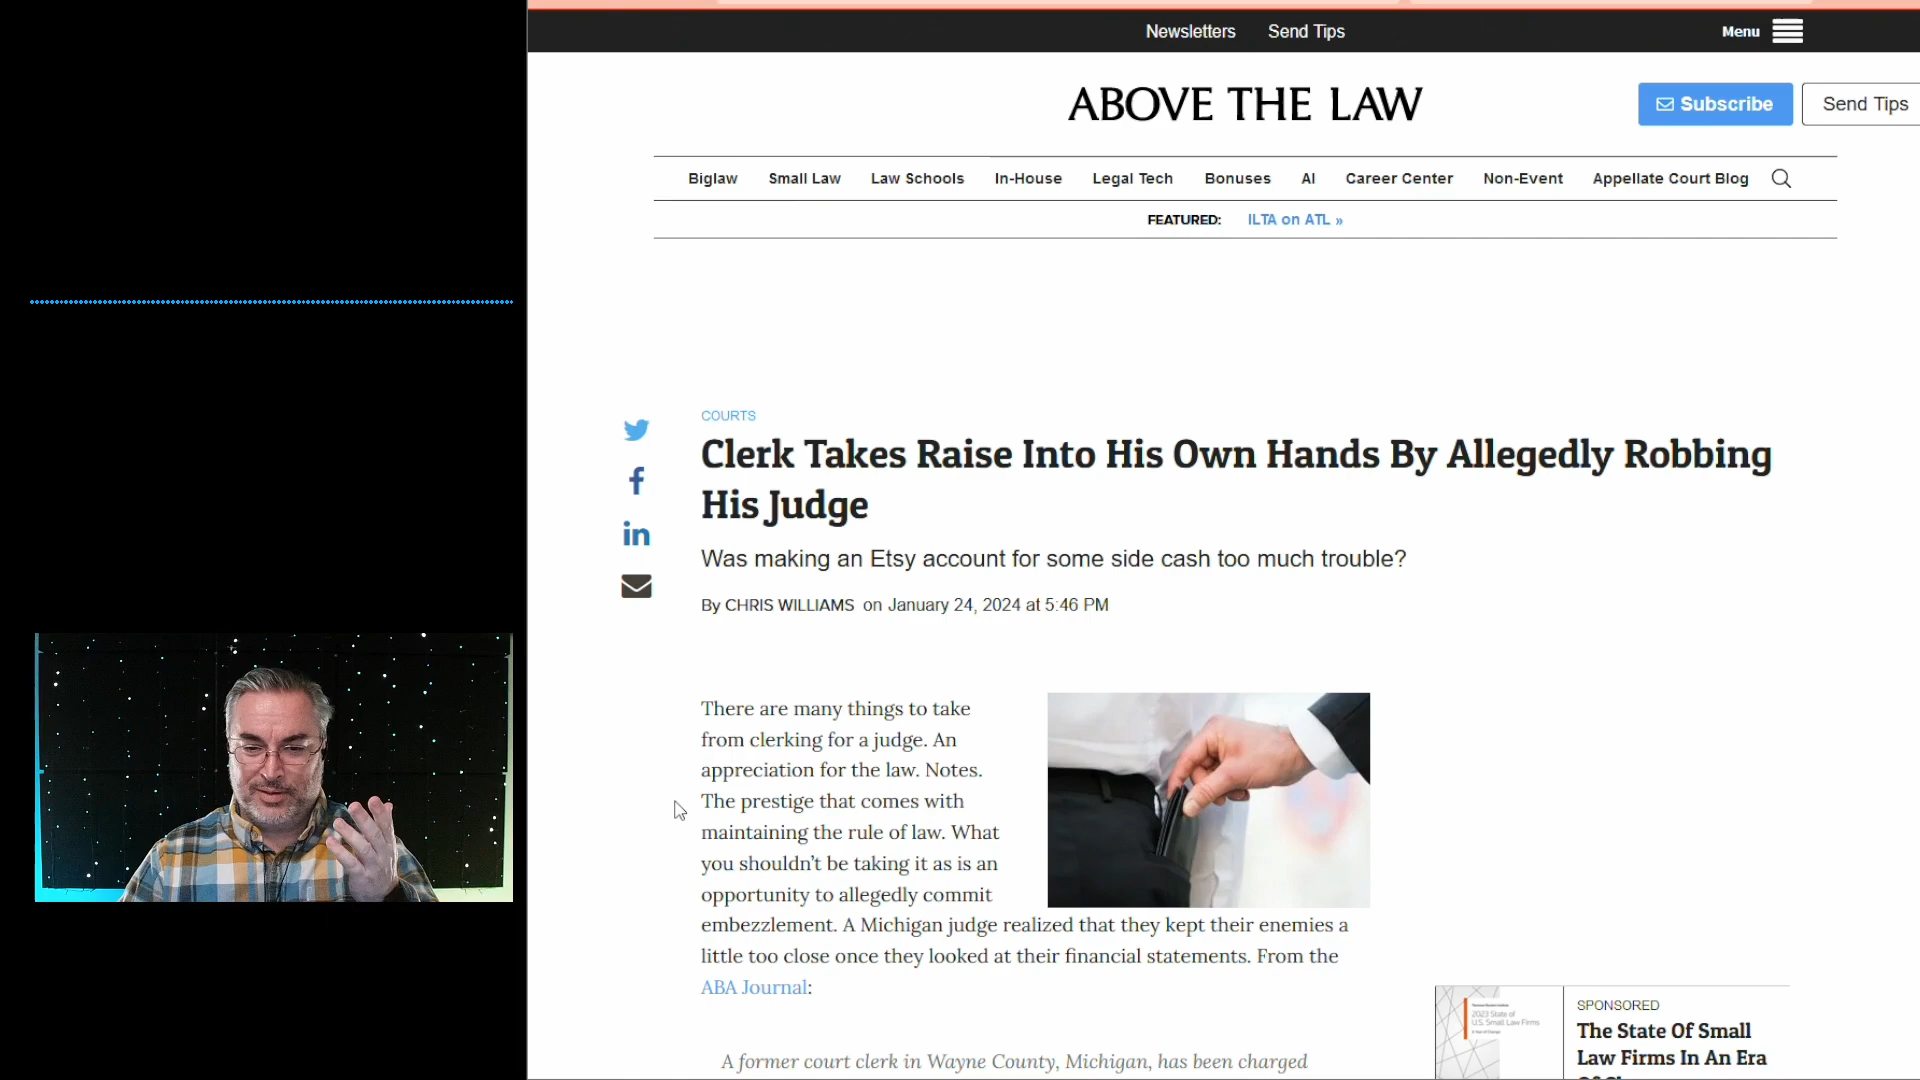 Newsletters Send Tips Menu
ABOVE THE LAW
Subscribe Send Tips
Biglaw Small Law Law Schools In-House Legal Tech Bonuses AI Career Center Non-Event Appellate Court Blog
FEATURED: ILTA on ATL »
COURTS
Clerk Takes Raise Into His Own Hands By Allegedly Robbing
His Judge
Was making an Etsy account for some side cash too much trouble?
By CHRIS WILLIAMS on January 24, 2024 at 5:46 PM
There are many things to take
from clerking for a judge. An
appreciation for the law. Notes.
The prestige that comes with
maintaining the rule of law. What
you shouldn't be taking it as is an
opportunity to allegedly commit
embezzlement. A Michigan judge realized that they kept their enemies a
little too close once they looked at their financial statements. From the
ABA Journal:
A former court clerk in Wayne County, Michigan, has been charged
2023 State of
U.S. Small Law Firms
SPONSORED
The State Of Small
Law Firms In An Era